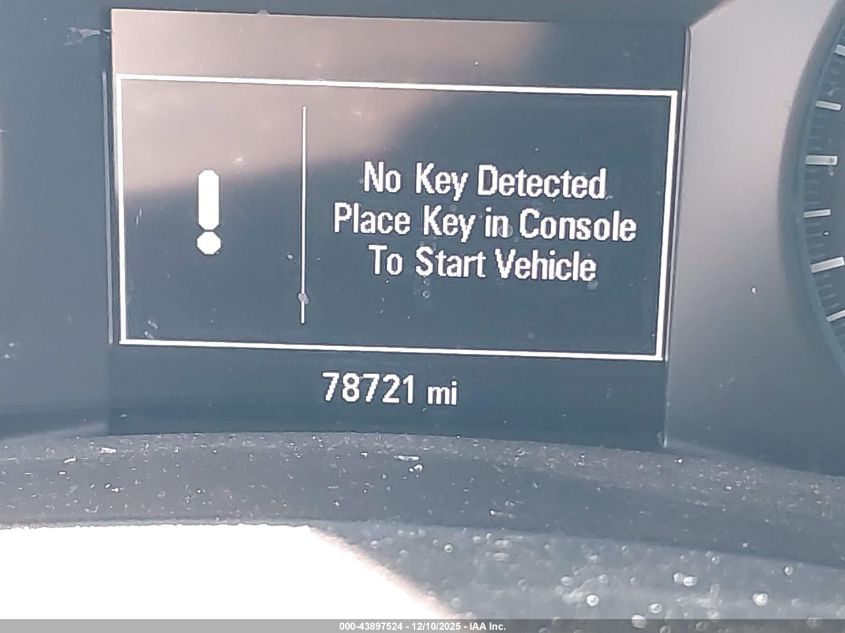 No Key Detected
Place Key in Console
To Start Vehicle
78721 mi
000-43897524 - 12/10/2025 - IAA Inc.